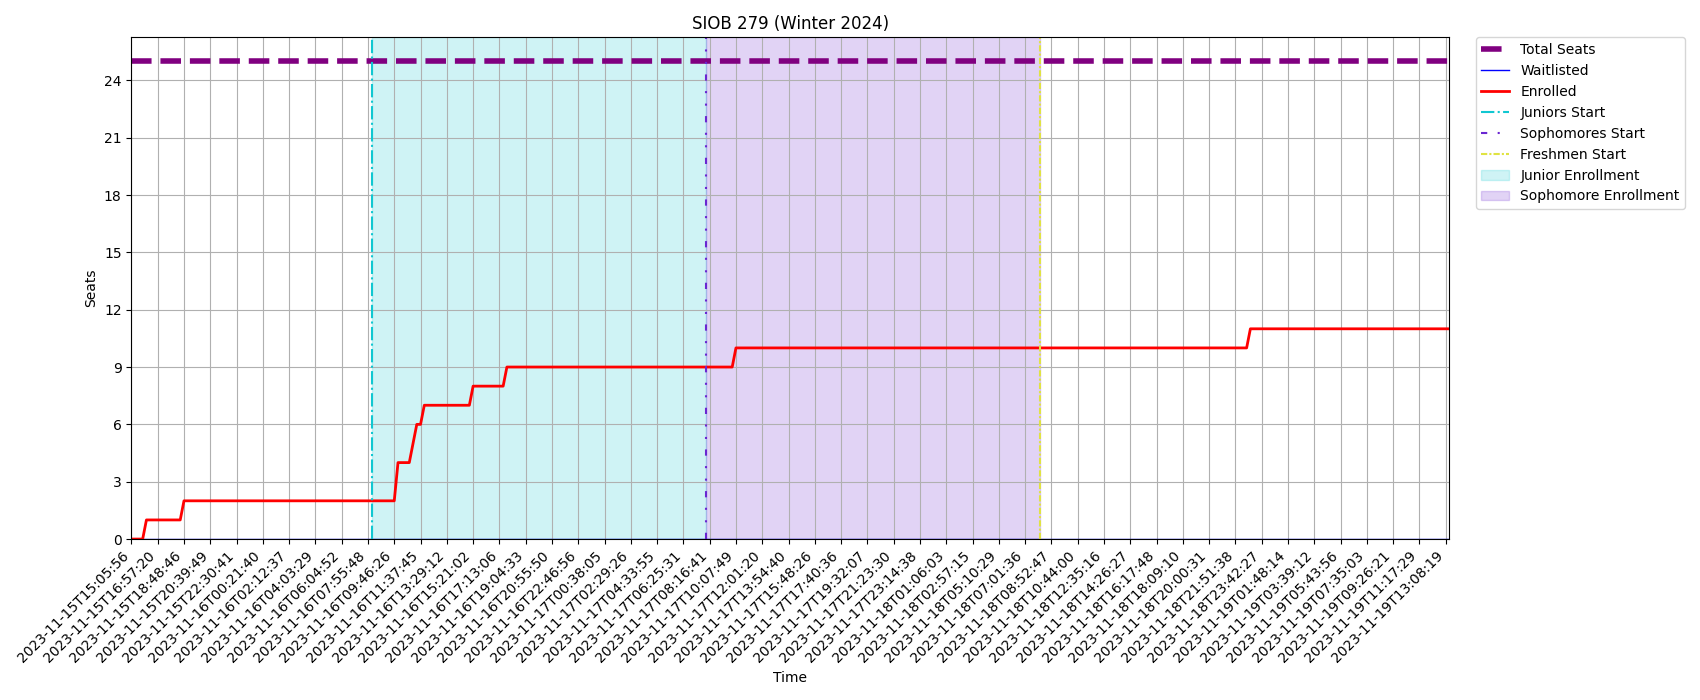 SIOB 279 (Winter 2024)
Total Seats
Waitlisted
Enrolled
Juniors Start
Sophomores Start
Freshmen Start
Junior Enrollment
Sophomore Enrollment
Seats
24
21
18
15
12
9
6
3
0
2023-11-15T15:05:56
2023-11-15T16:57:20
2023-11-15T18:48:46
2023-11-15T20:39:49
2023-11-15T22:30:41
2023-11-16T00:21:40
2023-11-16T02:12:37
2023-11-16T04:03:29
2023-11-16T06:04:52
2023-11-16T07:55:48
2023-11-16T09:46:26
2023-11-16T11:37:45
2023-11-16T13:29:12
2023-11-16T15:21:02
2023-11-16T17:13:06
2023-11-16T19:04:33
2023-11-16T20:55:50
2023-11-16T22:46:56
2023-11-17T00:38:05
2023-11-17T02:29:26
2023-11-17T04:33:55
2023-11-17T06:25:31
2023-11-17T08:16:41
2023-11-17T10:07:49
2023-11-17T12:01:20
2023-11-17T13:54:40
2023-11-17T15:48:26
2023-11-17T17:40:36
2023-11-17T19:32:07
2023-11-17T21:23:30
2023-11-17T23:14:38
2023-11-18T01:06:03
2023-11-18T02:57:15
2023-11-18T05:10:29
2023-11-18T07:01:36
2023-11-18T08:52:47
2023-11-18T10:44:00
2023-11-18T12:35:16
2023-11-18T14:26:27
2023-11-18T16:17:48
2023-11-18T18:09:10
2023-11-18T20:00:31
2023-11-18T21:51:38
2023-11-18T23:42:27
2023-11-19T01:48:14
2023-11-19T03:39:12
2023-11-19T05:43:56
2023-11-19T07:35:03
2023-11-19T09:26:21
2023-11-19T11:17:29
2023-11-19T13:08:19
Time